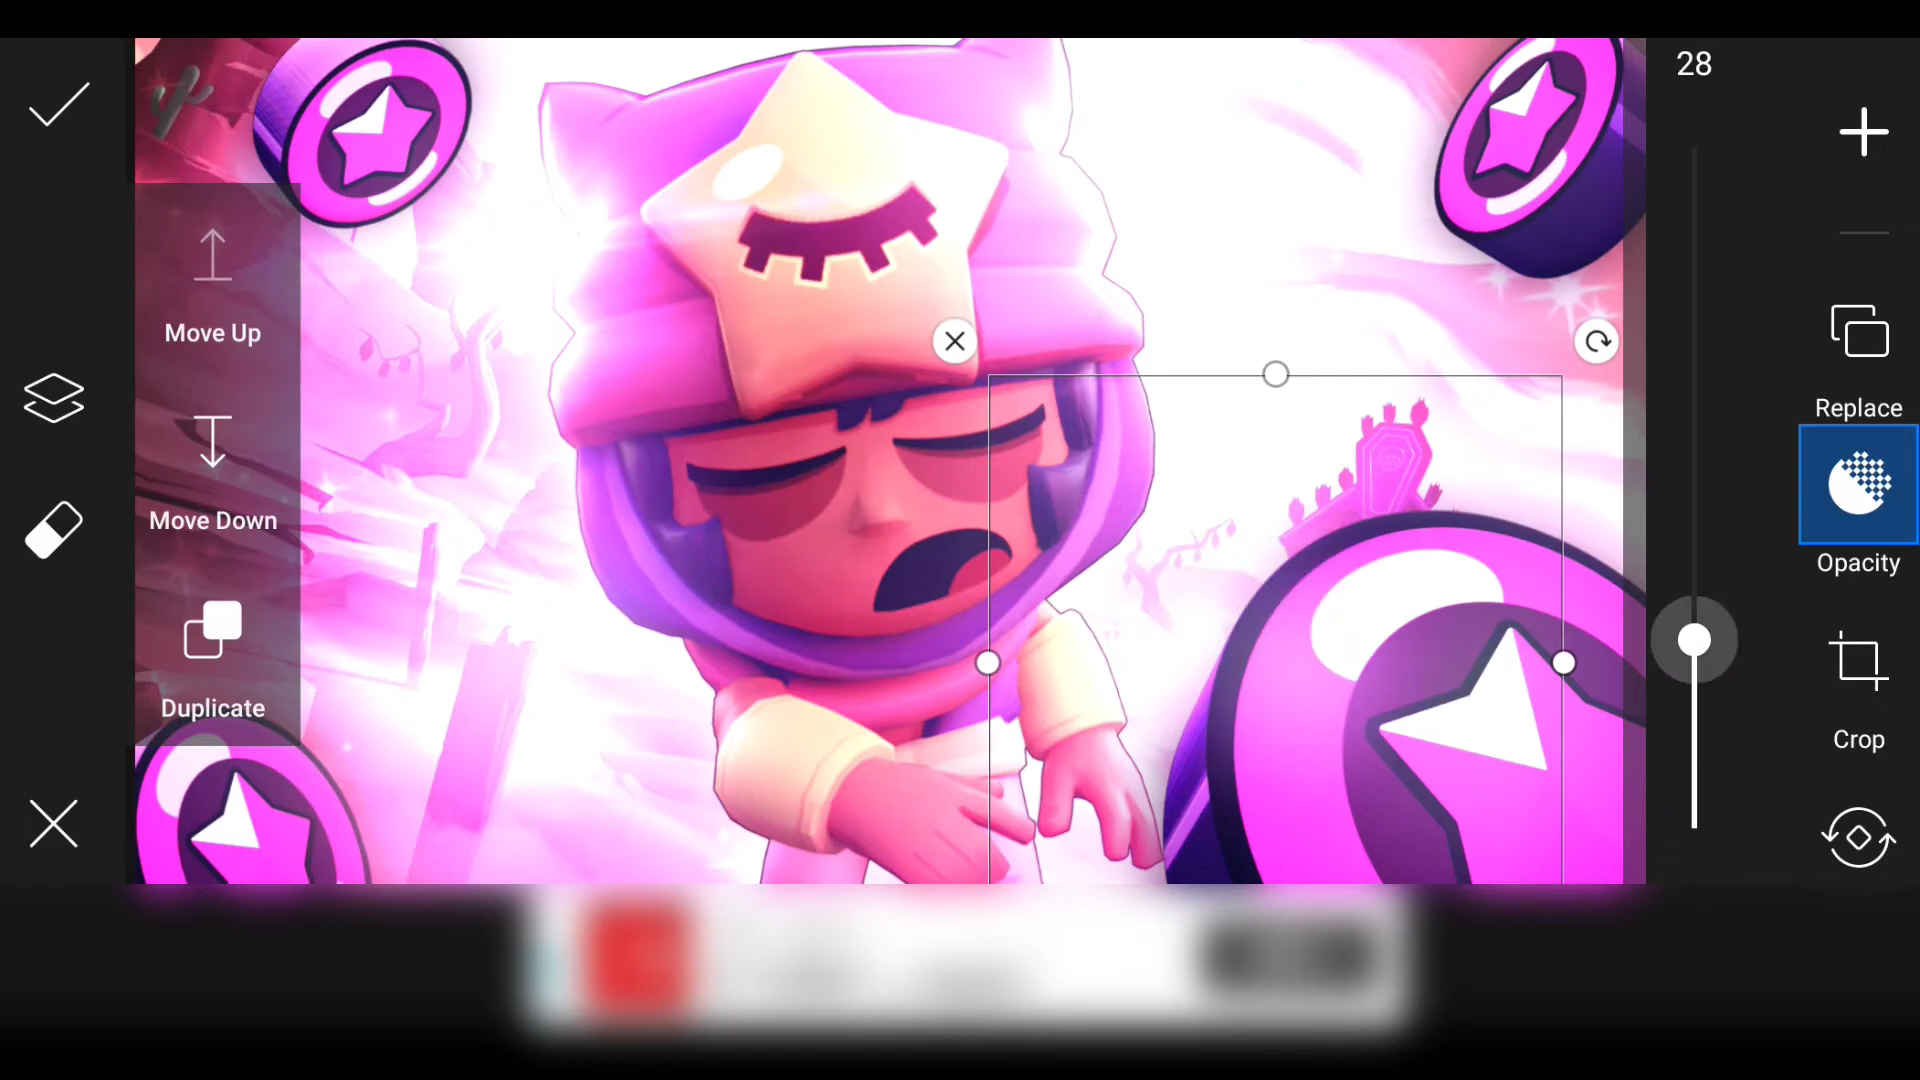 28
Move Up
Replace
Move Down
Opacity
Duplicate
Crop